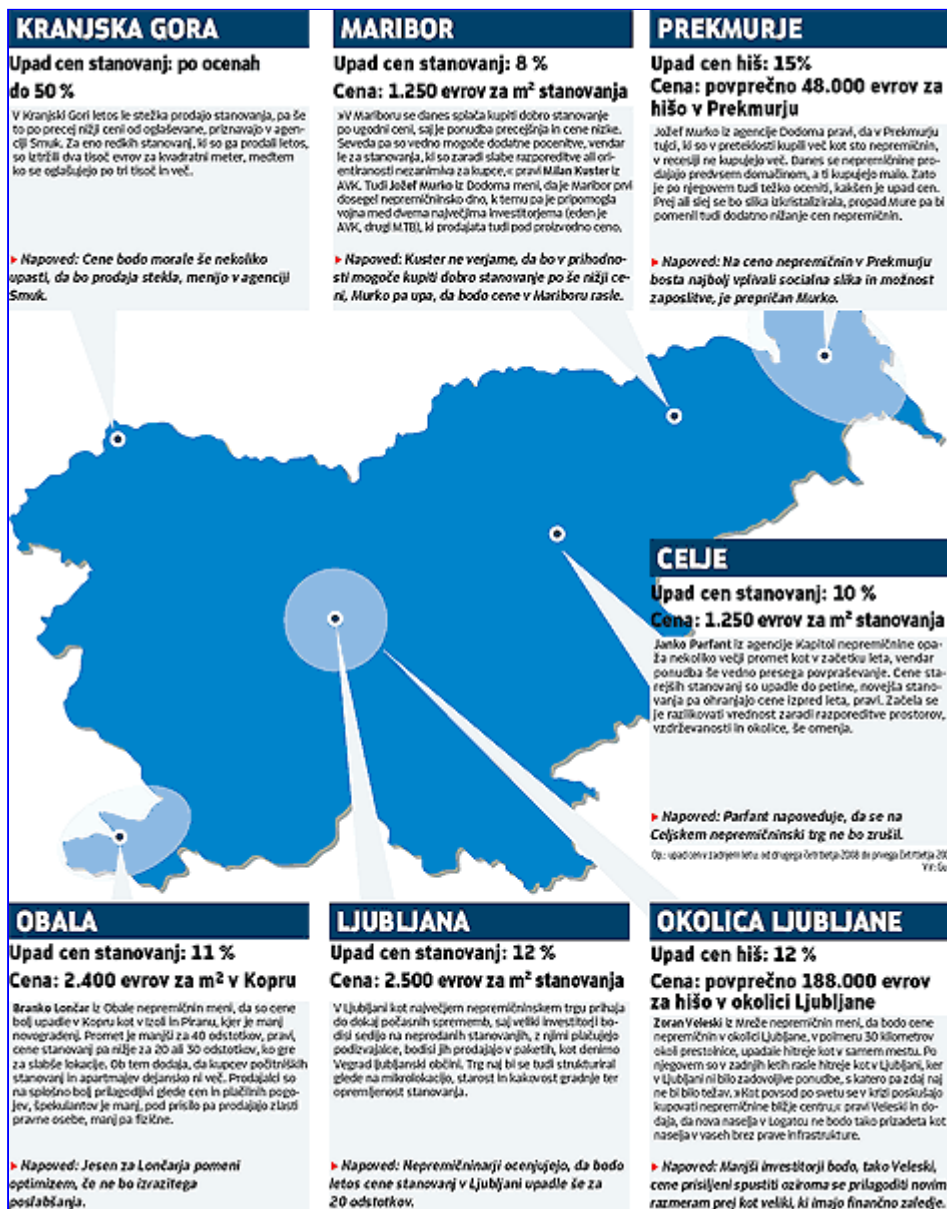 KRANJSKA GORA
Upad cen stanovanj: po ocenah
do 50 %
V Kranjski Gori letos le stežka prodajo stanovanja, pa še
to po precej nižji ceni od oglaševane, priznavajo v agen-
ciji Smuk. Za eno redkih stanovanj, ki so ga prodali letos,
so iztržili dva tisoč evrov za kvadratni meter, medtem
ko se oglašujejo po tri tisoč in več.
▸ Napoved: Cene bodo morale še nekoliko
upasti, da bo prodaja stekla, menijo v agenciji
Smuk.
MARIBOR
Upad cen stanovanj: 8 %
Cena: 1.250 evrov za m² stanovanja
»V Mariboru se danes splača kupiti dobro stanovanje
po ugodni ceni, saj je ponudba precejšnja in cene nizke.
Seveda pa so vedno mogoče dodatne pocenitve, vendar
le za stanovanja, ki so zaradi slabe razporeditve ali ori-
entiranosti nezanimiva za kupce,« pravi Milan Kuster iz
AVK. Tudi Jožef Murko iz Dodoma meni, da je Maribor prvi
dosegel nepremičninsko dno, k temu pa je pripomogla
vojna med dvema največjima investitorjema (eden je
AVK, drugi MTB), ki prodajata tudi pod proizvodno ceno.
▸ Napoved: Kuster ne verjame, da bo v prihodno-
sti mogoče kupiti dobro stanovanje po še nižji ce-
ni, Murko pa upa, da bodo cene v Mariboru rasle.
PREKMURJE
Upad cen hiš: 15%
Cena: povprečno 48.000 evrov za
hišo v Prekmurju
Jožef Murko iz agencije Dodoma pravi, da v Prekmurju
tujci, ki so v preteklosti kupili več kot sto nepremičnin,
v recesiji ne kupujejo več. Danes se nepremičnine pro-
dajajo predvsem domačinom, a ti kupujejo malo. Zato
je po njegovem tudi težko oceniti, kakšen je upad cen.
Prej ali slej se bo slika izkristalizirala, propad Mure pa bi
pomenil tudi dodatno nižanje cen nepremičnin.
▸ Napoved: Na ceno nepremičnin v Prekmurju
bosta najbolj vplivali socialna slika in možnost
zaposlitve, je prepričan Murko.
CELJE
Upad cen stanovanj: 10 %
Cena: 1.250 evrov za m² stanovanja
Janko Parfant iz agencije Kapitol nepremičnine opa-
ža nekoliko večji promet kot v začetku leta, vendar
ponudba še vedno presega povpraševanje. Cene sta-
rejših stanovanj so upadle do petine, novejša stano-
vanja pa ohranjajo cene izpred leta, pravi. Začela se
je razlikovati vrednost zaradi razporeditve prostorov,
vzdrževanosti in okolice, še omenja.
▸ Napoved: Parfant napoveduje, da se na
Celjskem nepremičninski trg ne bo zrušil.
Op.: upad cen v zadnjem letu: od drugega četrtletja 2008 do prvega četrtletja
Vir:
OBALA
Upad cen stanovanj: 11 %
Cena: 2.400 evrov za m² v Kopru
Branko Lončar iz Obale nepremičnin meni, da so cene
bolj upadle v Kopru kot v Izoli in Piranu, kjer je manj
novogradenj. Promet je manjši za 40 odstotkov, pravi,
cene stanovanj pa nižje za 20 ali 30 odstotkov, ko gre
za slabše lokacije. Ob tem dodaja, da kupcev počitniških
stanovanj in apartmajev dejansko ni več. Prodajalci so
na splošno bolj prilagodljivi glede cen in plačilnih pogo-
jev, špekulantov je manj, pod prisilo pa prodajajo zlasti
pravne osebe, manj pa fizične.
▸ Napoved: Jesen za Lončarja pomeni
optimizem, če ne bo izrazitega
poslabšanja.
LJUBLJANA
Upad cen stanovanj: 12 %
Cena: 2.500 evrov za m² stanovanja
V Ljubljani kot največjem nepremičninskem trgu prihaja
do dokaj počasnih sprememb, saj veliki investitorji bo-
disi sedijo na neprodanih stanovanjih, z njimi plačujejo
podizvajalce, bodisi jih prodajajo v paketih, kot denimo
Vegrad ljubljanski občini. Trg naj bi se tudi strukturiral
glede na mikrolokacijo, starost in kakovost gradnje ter
opremljenost stanovanja.
▸ Napoved: Nepremičninarji ocenjujejo, da bodo
letos cene stanovanj v Ljubljani upadle še za
20 odstotkov.
OKOLICA LJUBLJANE
Upad cen hiš: 12 %
Cena: povprečno 188.000 evrov
za hišo v okolici Ljubljane
Zoran Veleski iz Mreže nepremičnin meni, da bodo cene
nepremičnin v okolici Ljubljane, v polmeru 30 kilometrov
okoli prestolnice, upadale hitreje kot v samem mestu. Po
njegovem so v zadnjih letih rasle hitreje kot v Ljubljani, ker
v Ljubljani ni bilo zadovoljive ponudbe, s katero pa zdaj naj
ne bi bilo težav. »Kot povsod po svetu se v krizi poskušajo
kupovati nepremičnine bližje centru,« pravi Veleski in do-
daja, da nova naselja v Logatcu ne bodo tako prizadeta kot
naselja v vaseh brez prave infrastrukture.
▸ Napoved: Manjši investitorji bodo, tako Veleski,
cene prisiljeni spustiti oziroma se prilagoditi novim
razmeram prej kot veliki, ki imajo finančno zaledje.